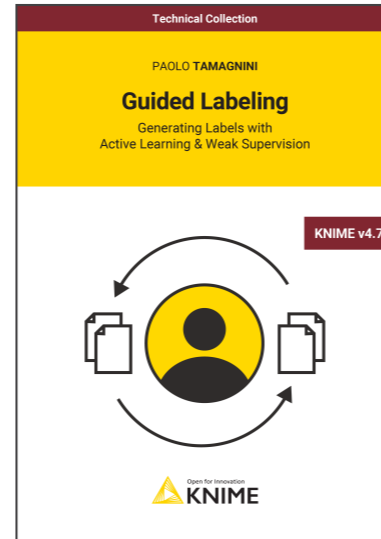 Technical Collection
PAOLO TAMAGNINI
Guided Labeling
Generating Labels with
Active Learning & Weak Supervision
KNIME v4.7
Open for Innovation
KNIME